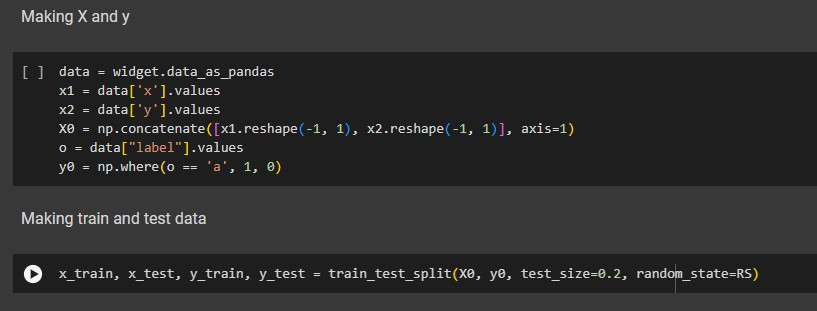 Making X and y
[ ] data = widget.data_as_pandas
x1 = data['x'].values
x2 = data['y'].values
X0 = np.concatenate([x1.reshape(-1, 1), x2.reshape(-1, 1)], axis=1)
o = data["label"].values
y0 = np.where(o == 'a', 1, 0)
Making train and test data
x_train, x_test, y_train, y_test = train_test_split(X0, y0, test_size=0.2, random_state=RS)